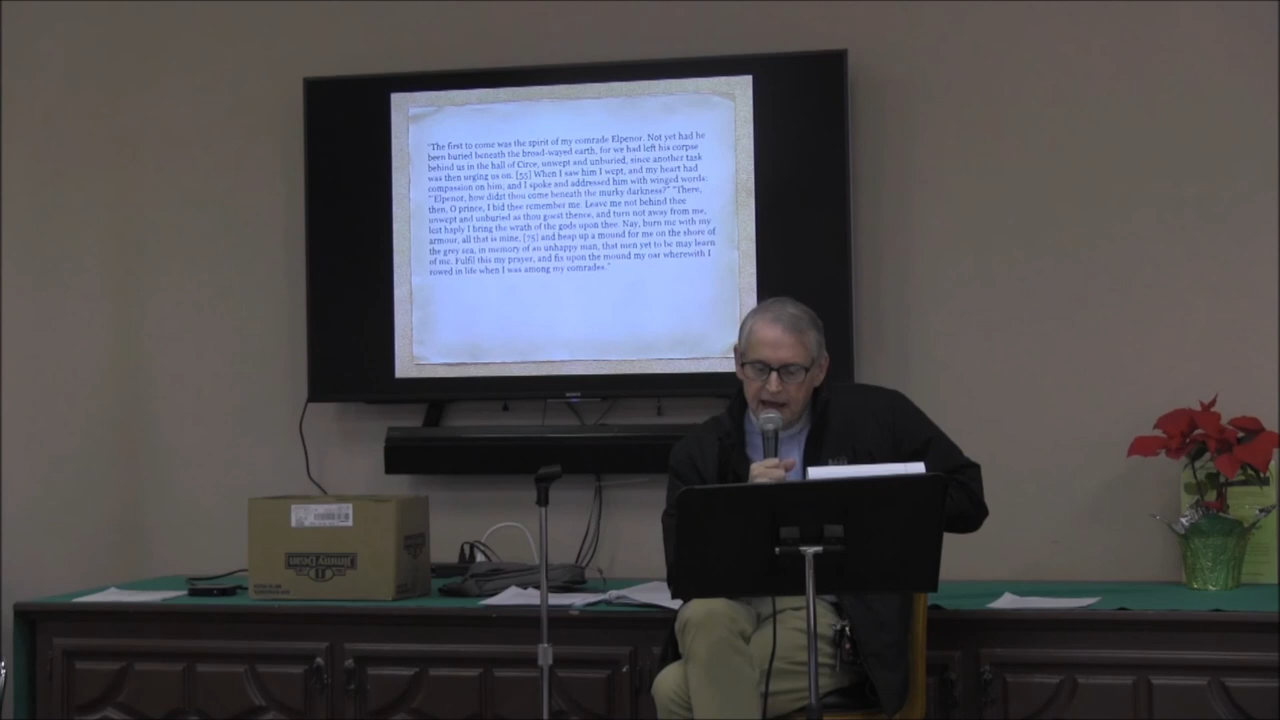 "The first to come was the spirit of my comrade Elpenor. Not yet had he
been buried beneath the broad-wayed earth, for we had left his corpse
behind us in the hall of Circe, unwept and unburied, since another task
was then urging us on. [55] When I saw him I wept, and my heart had
compassion on him, and I spoke and addressed him with winged words:
"'Elpenor, how didst thou come beneath the murky darkness?" "There,
then, O prince, I bid thee remember me. Leave me not behind thee
unwept and unburied as thou goest thence, and turn not away from me,
lest haply I bring the wrath of the gods upon thee. Nay, burn me with my
armour, all that is mine, [75] and heap up a mound for me on the shore of
the grey sea, in memory of an unhappy man, that men yet to be may learn
of me. Fulfil this my prayer, and fix upon the mound my oar wherewith I
rowed in life when I was among my comrades."
SONY
Jimmy Dean